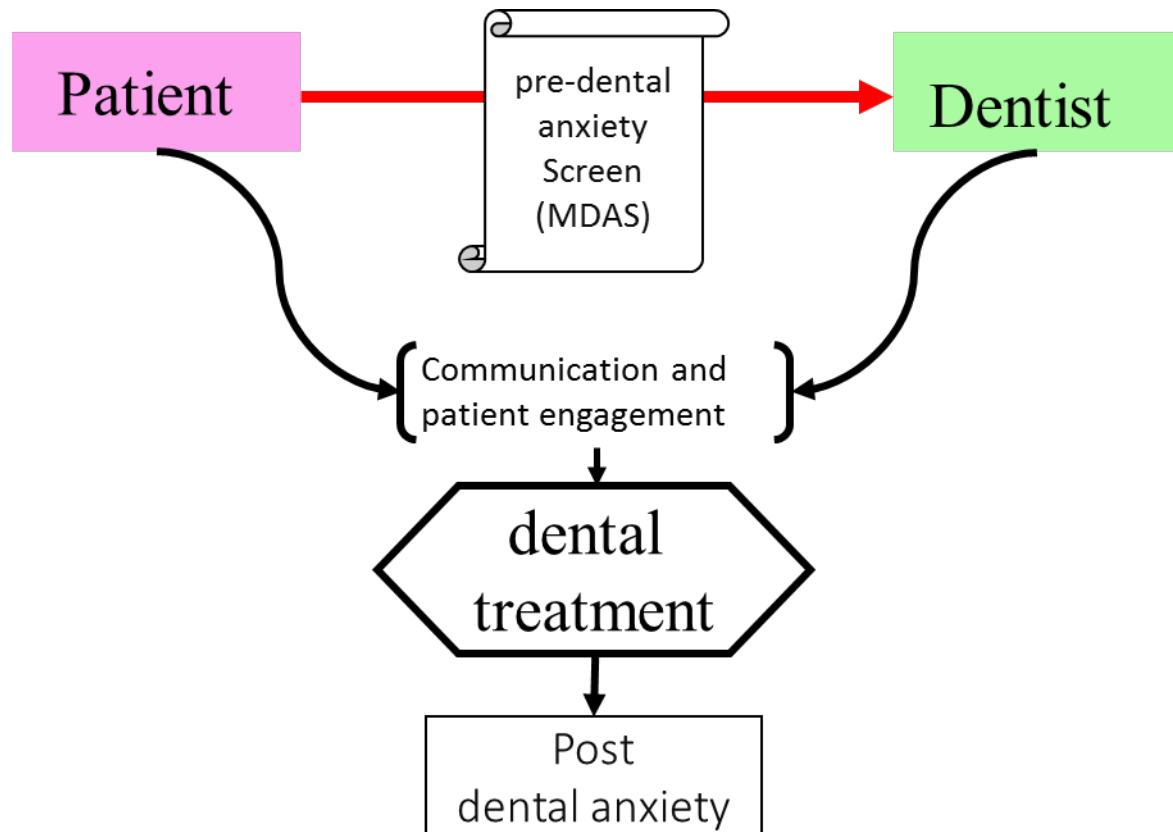 Patient
pre-dental
anxiety
Screen
(MDAS)
Dentist
Communication and
patient engagement
dental
treatment
Post
dental anxiety